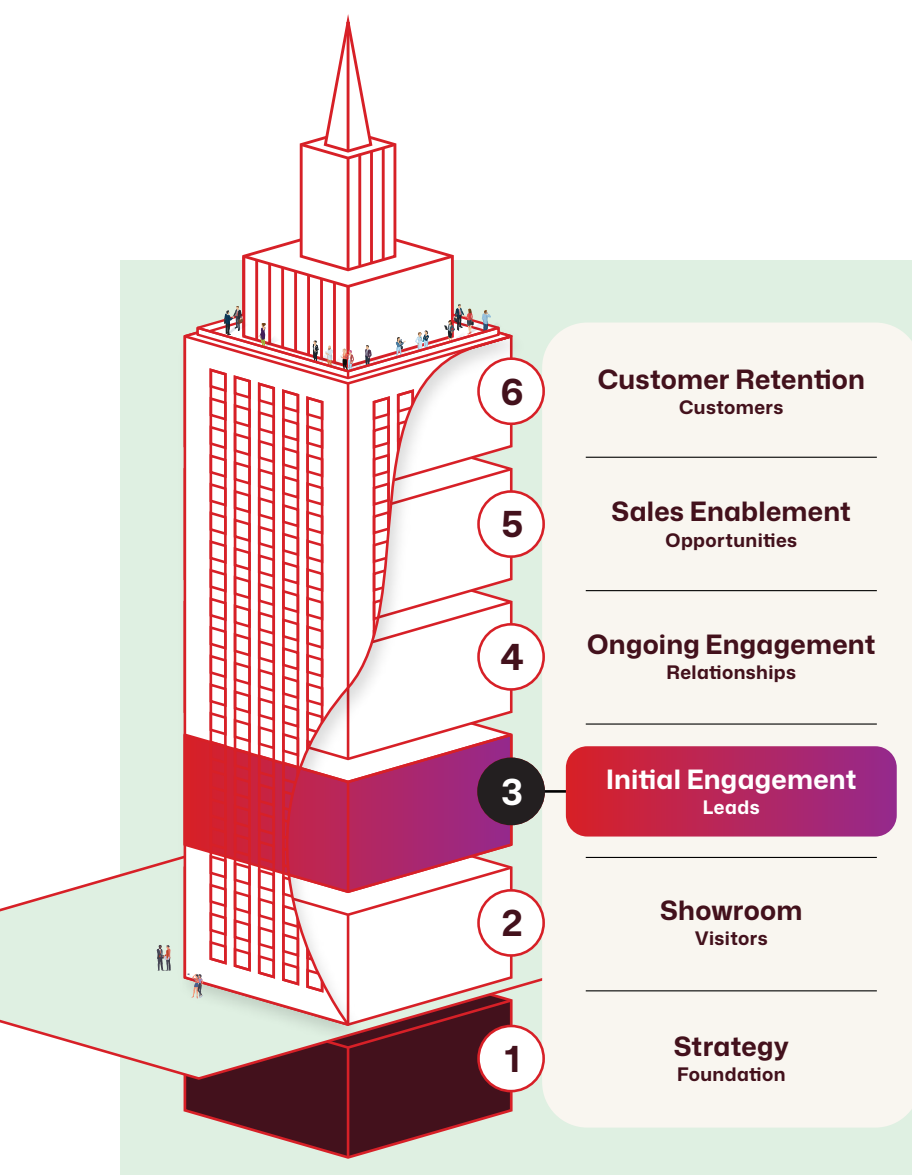 6
Customer Retention
Customers
5
Sales Enablement
Opportunities
4
Ongoing Engagement
Relationships
3
Initial Engagement
Leads
2
Showroom
Visitors
1
Strategy
Foundation